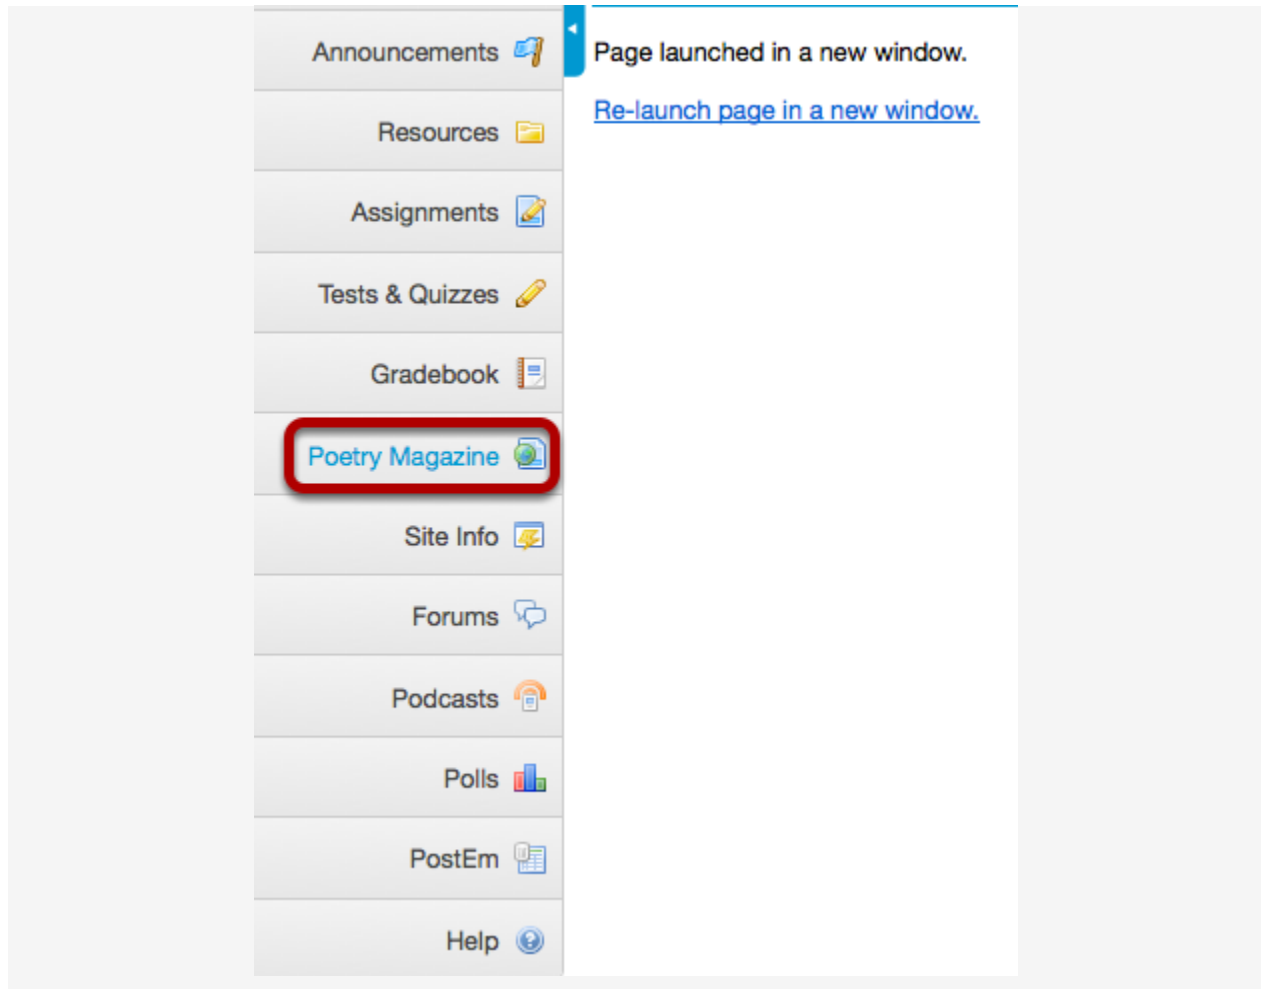 Announcements
Page launched in a new window.
Re-launch page in a new window.
Resources
Assignments
Tests & Quizzes
Gradebook
Poetry Magazine
Site Info
Forums
Podcasts
Polls
PostEm
Help